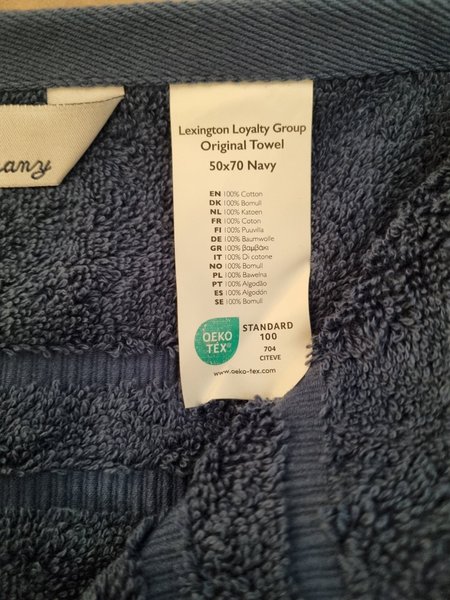 any
Lexington Loyalty Group
Original Towel
50x70 Navy
EN 100% Cotton
DK 100% Bomull
NL 100% Katoen
FR 100% Coton
FI 100% Puuvilla
DE 100% Baumwolle
GR 100% βαμβάκι
IT 100% Di cotone
NO 100% Bomull
PL 100% Bawełna
PT 100% Algodão
ES 100% Algodón
SE 100% Bomull
OEKO
TEX®
STANDARD
100
704
CITEVE
www.oeko-tex.com